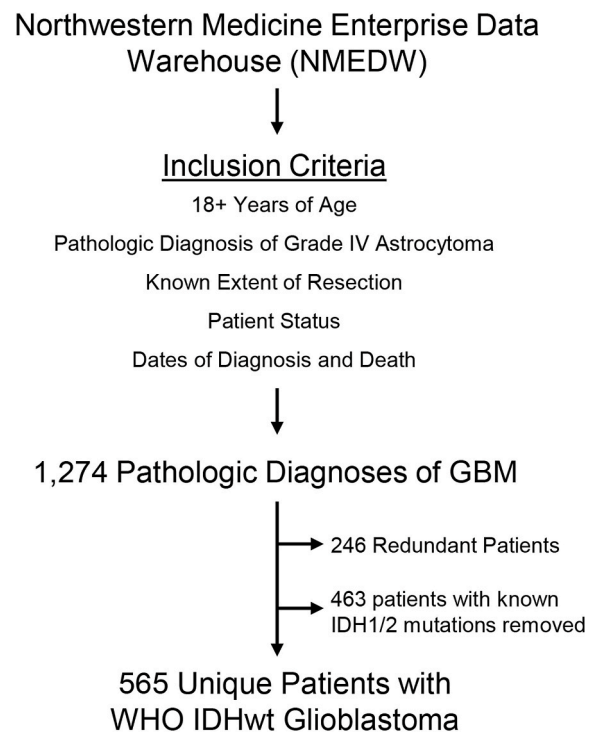 Northwestern Medicine Enterprise Data
Warehouse (NMEDW)
Inclusion Criteria
18+ Years of Age
Pathologic Diagnosis of Grade IV Astrocytoma
Known Extent of Resection
Patient Status
Dates of Diagnosis and Death
1,274 Pathologic Diagnoses of GBM
246 Redundant Patients
463 patients with known
IDH1/2 mutations removed
565 Unique Patients with
WHO IDHwt Glioblastoma